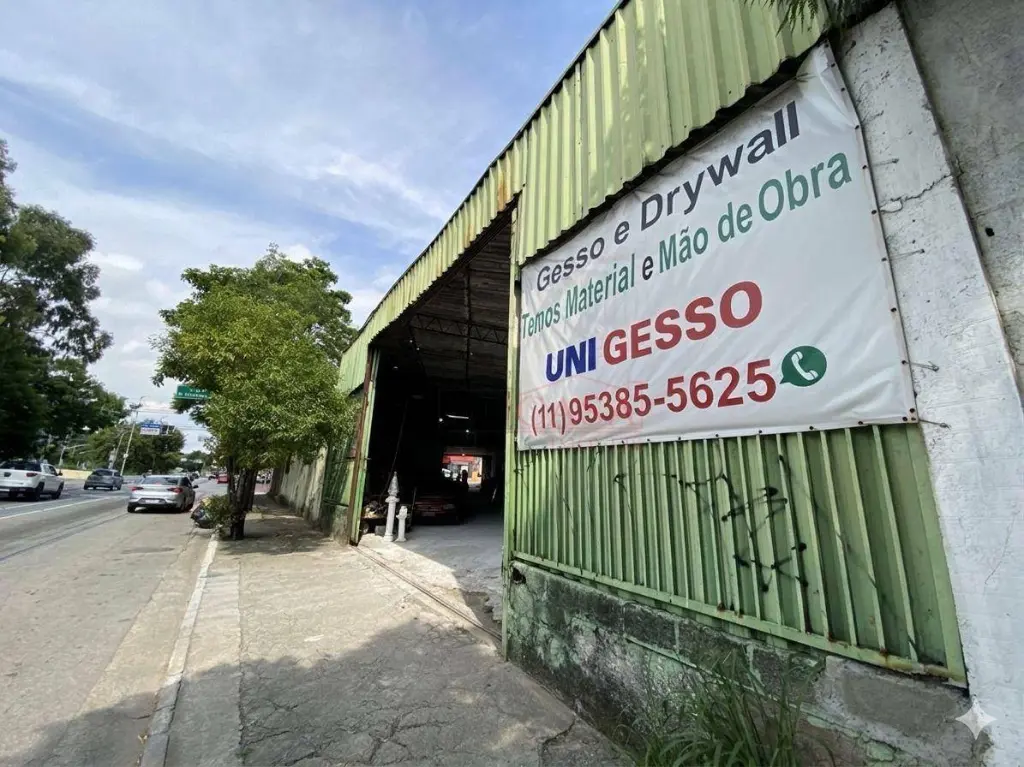 Gesso e Drywall
Temos Material e Mão de Obra
UNI GESSO
(11) 95385-5625